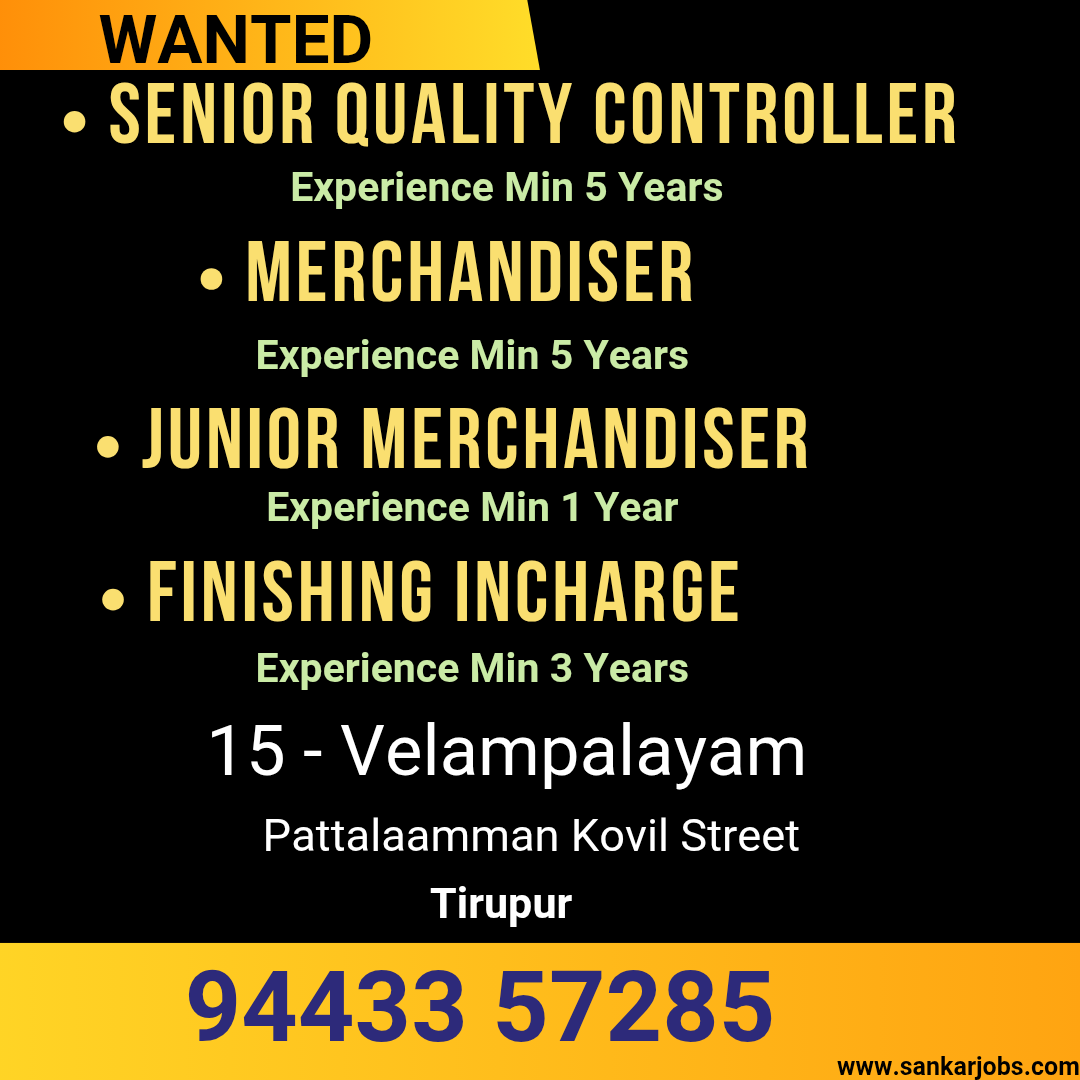 WANTED
• SENIOR QUALITY CONTROLLER
Experience Min 5 Years
• MERCHANDISER
Experience Min 5 Years
• JUNIOR MERCHANDISER
Experience Min 1 Year
• FINISHING INCHARGE
Experience Min 3 Years
15 - Velampalayam
Pattalaamman Kovil Street
Tirupur
94433 57285
www.sankarjobs.com